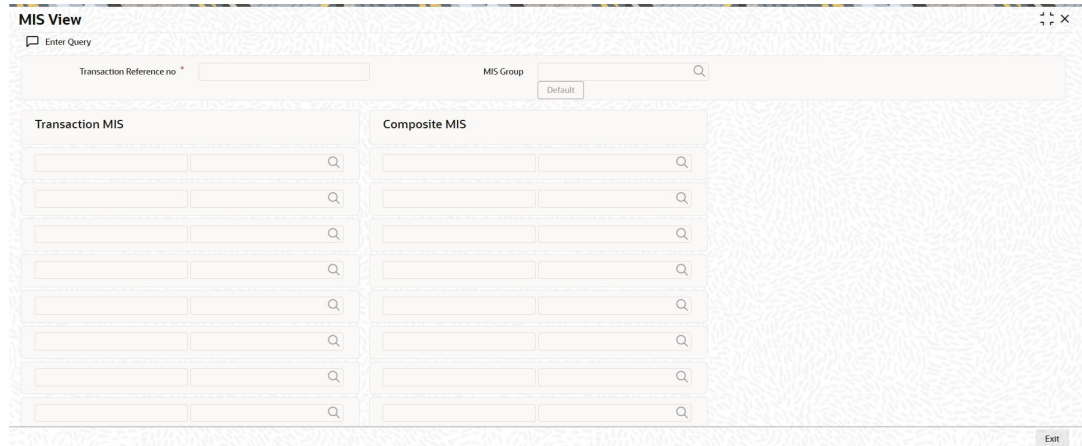 MIS View
Enter Query
Transaction Reference no * MIS Group
Default
Transaction MIS Composite MIS
Exit